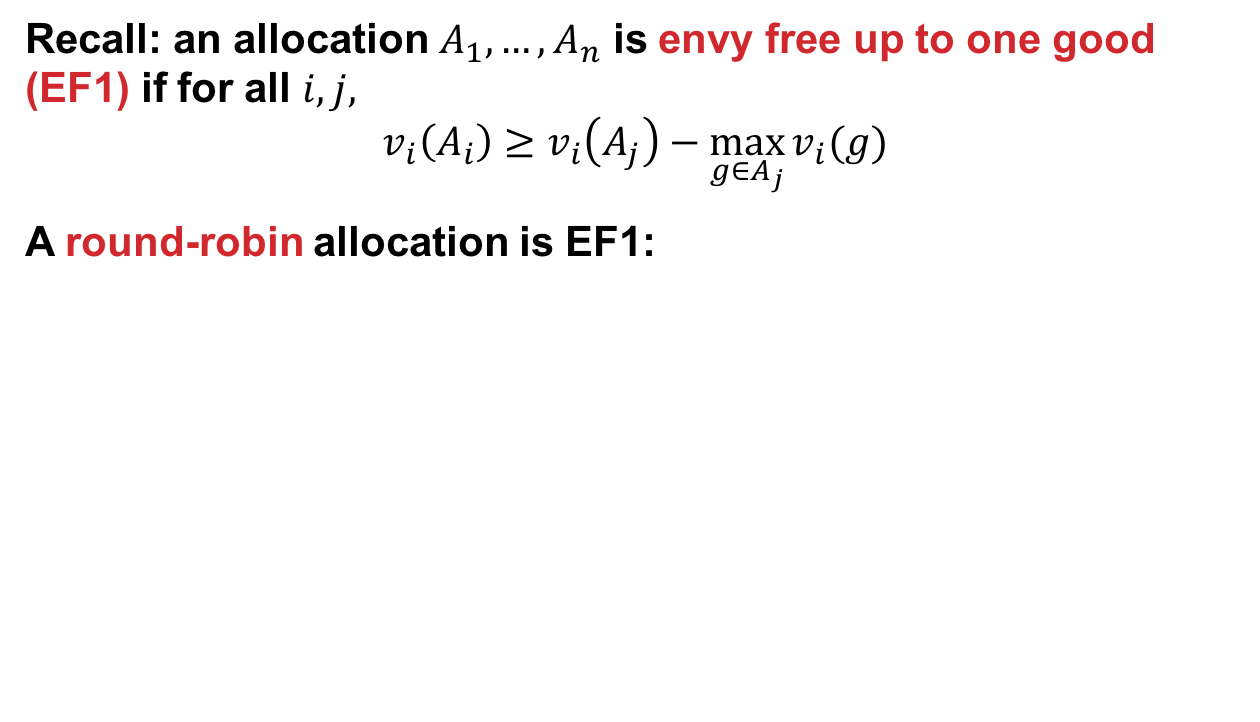 Recall: an allocation 𝐴₁, … , 𝐴ₙ is envy free up to one good
(EF1) if for all 𝑖, 𝑗,
𝑣ᵢ(𝐴ᵢ) ≥ 𝑣ᵢ(𝐴ⱼ) − max 𝑣ᵢ(𝑔)
𝑔∈𝐴ⱼ
A round-robin allocation is EF1: